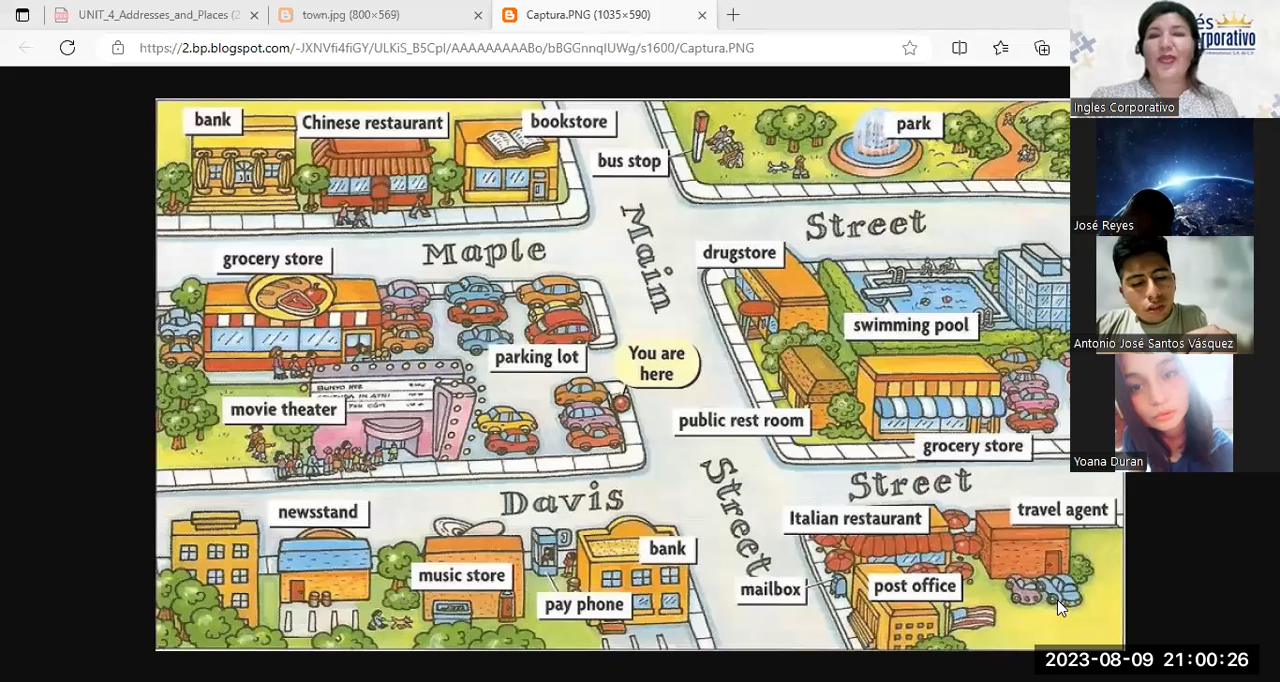 UNIT_4_Addresses_and_Places (2
town.jpg (800×569)
Captura.PNG (1035×590)
https://2.bp.blogspot.com/-JXNVfi4fiGY/ULKiS_B5CpI/AAAAAAAAABo/bBGGnnqIUWg/s1600/Captura.PNG
és
rporativo
Ingles Corporativo
José Reyes
Antonio José Santos Vásquez
Yoana Duran
bank
Chinese restaurant
bookstore
bus stop
park
Maple
Main
Street
grocery store
drugstore
swimming pool
parking lot
You are
here
movie theater
public rest room
grocery store
Davis
Street
Street
newsstand
Italian restaurant
travel agent
music store
bank
pay phone
mailbox
post office
2023-08-09 21:00:26